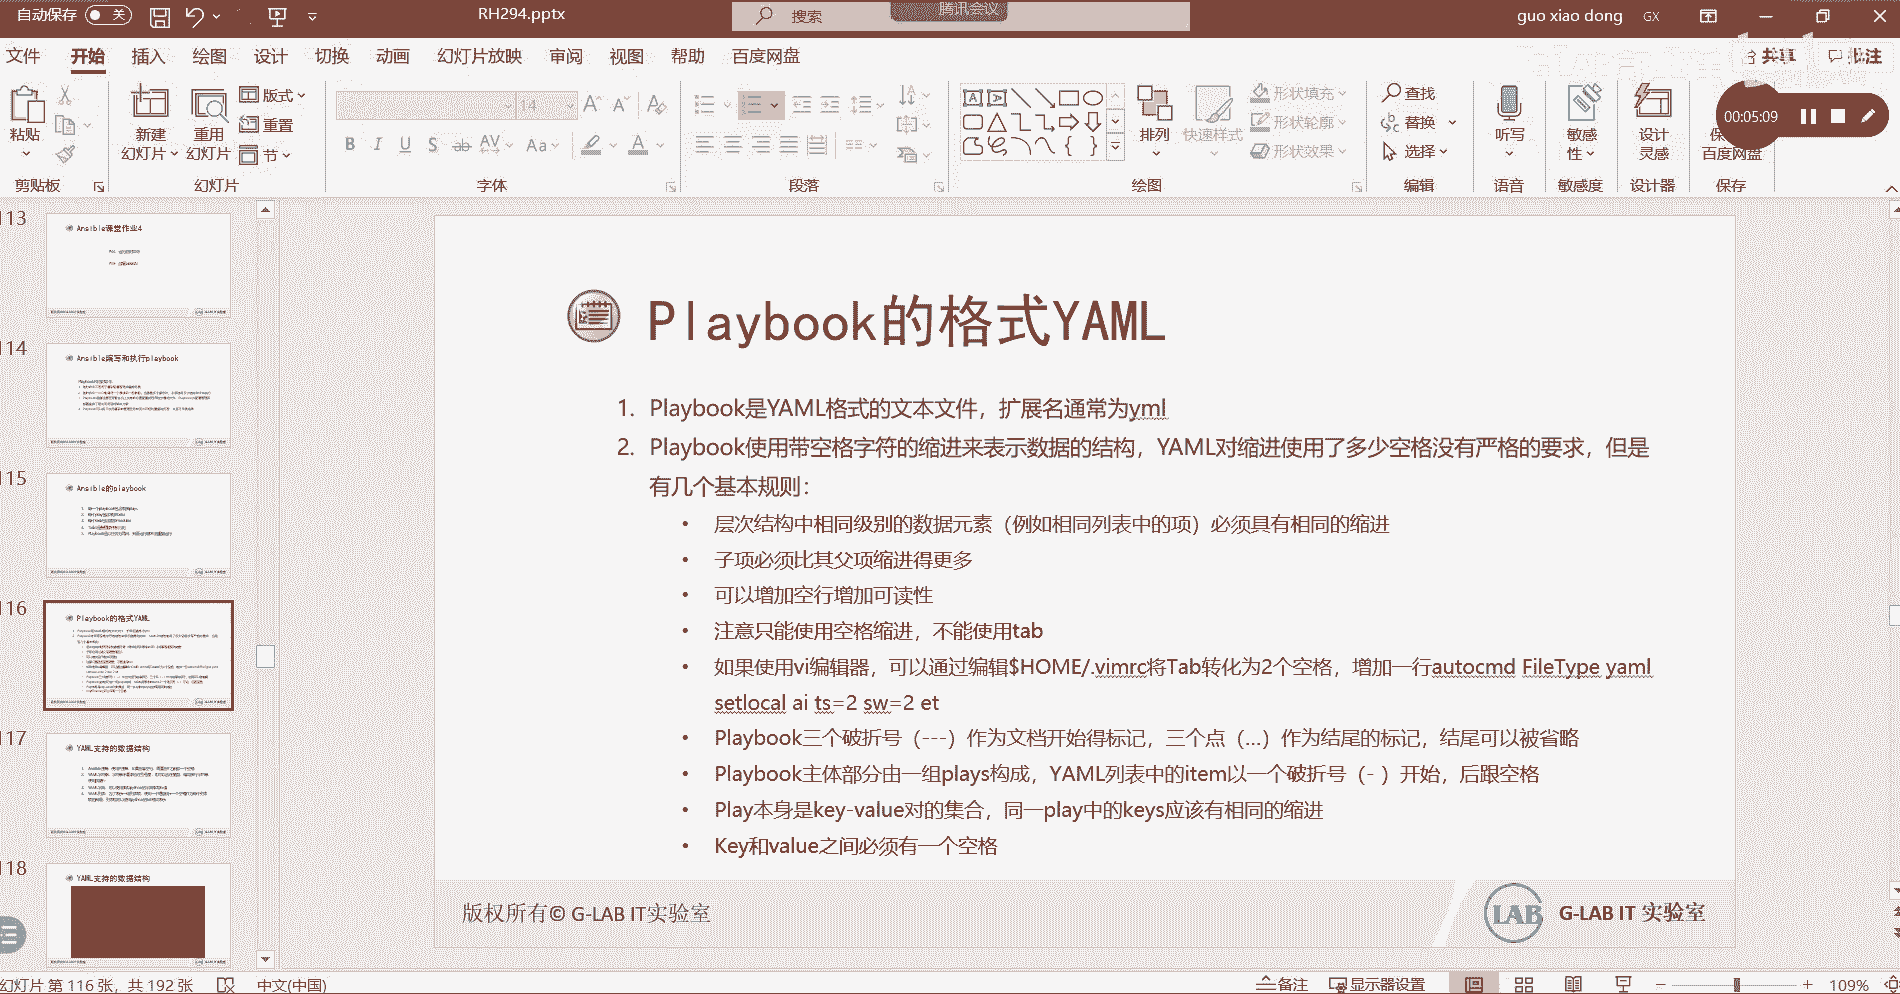 自动保存 关
RH294.pptx
搜索
腾讯会议
guo xiao dong GX
文件 开始 插入 绘图 设计 切换 动画 幻灯片放映 审阅 视图 帮助 百度网盘
共享 批注
粘贴
剪贴板
新建
幻灯片
重用
幻灯片
版式
重置
节
幻灯片
14
字体
段落
排列
快速样式
形状填充
形状轮廓
形状效果
绘图
查找
替换
选择
编辑
听写
语音
敏感
性
敏感度
设计
灵感
设计器
00:05:09
百度网盘
保存
113
Ansible课堂作业4
114
Ansible编写和执行playbook
115
Ansible的playbook
116
Playbook的格式YAML
117
YAML支持的数据结构
118
YAML支持的数据结构
Playbook的格式YAML
1. Playbook是YAML格式的文本文件，扩展名通常为yml
2. Playbook使用带空格字符的缩进来表示数据的结构，YAML对缩进使用了多少空格没有严格的要求，但是
有几个基本规则：
• 层次结构中相同级别的数据元素（例如相同列表中的项）必须具有相同的缩进
• 子项必须比其父项缩进得更多
• 可以增加空行增加可读性
• 注意只能使用空格缩进，不能使用tab
• 如果使用vi编辑器，可以通过编辑$HOME/.vimrc将Tab转化为2个空格，增加一行autocmd FileType yaml
setlocal ai ts=2 sw=2 et
• Playbook三个破折号（---）作为文档开始得标记，三个点（...）作为结尾的标记，结尾可以被省略
• Playbook主体部分由一组plays构成，YAML列表中的item以一个破折号（- ）开始，后跟空格
• Play本身是key-value对的集合，同一play中的keys应该有相同的缩进
• Key和value之间必须有一个空格
版权所有© G-LAB IT实验室
LAB G-LAB IT 实验室
幻灯片 第 116 张，共 192 张 中文(中国)
备注 显示器设置 109%